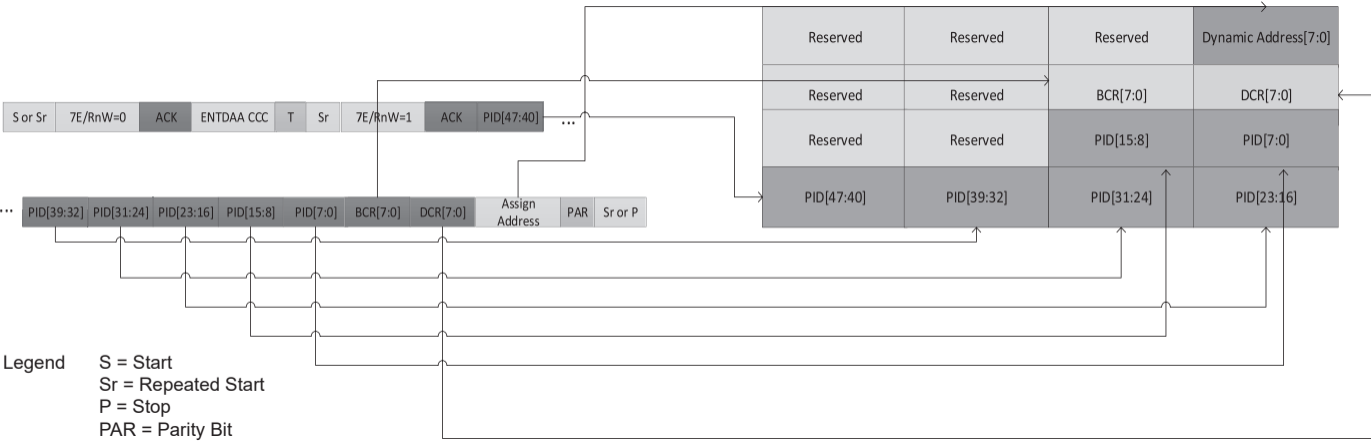 Reserved Reserved Reserved Dynamic Address[7:0]
Reserved Reserved BCR[7:0] DCR[7:0]
S or Sr 7E/RnW=0 ACK ENTDAA CCC T Sr 7E/RnW=1 ACK PID[47:40] ...
Reserved Reserved PID[15:8] PID[7:0]
PID[47:40] PID[39:32] PID[31:24] PID[23:16]
... PID[39:32] PID[31:24] PID[23:16] PID[15:8] PID[7:0] BCR[7:0] DCR[7:0] Assign
Address PAR Sr or P
Legend S = Start
Sr = Repeated Start
P = Stop
PAR = Parity Bit